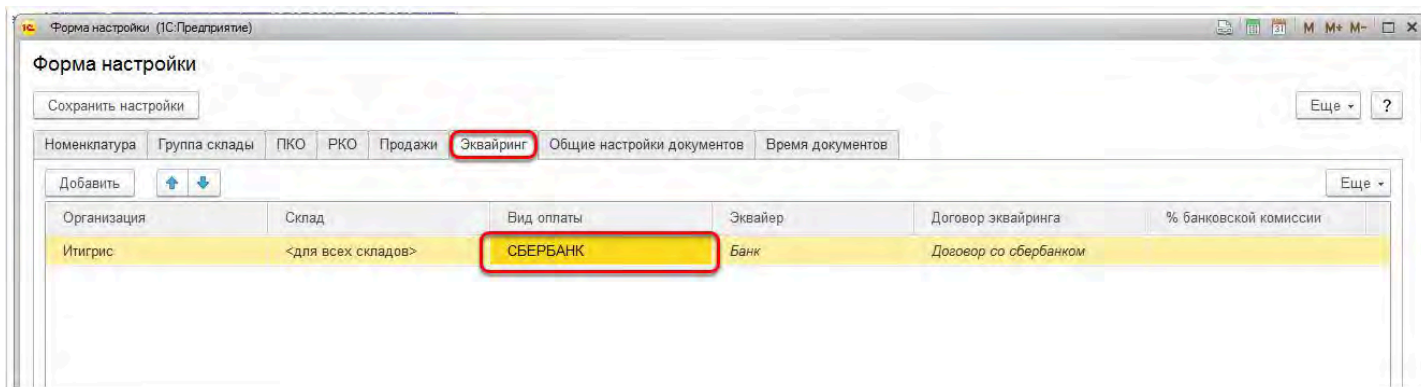 1С Форма настройки (1С:Предприятие) 31 M M+ M-
Форма настройки
Сохранить настройки Еще ?
Номенклатура Группа склады ПКО РКО Продажи Эквайринг Общие настройки документов Время документов
Добавить Еще
Организация Склад Вид оплаты Эквайер Договор эквайринга % банковской комиссии
Итигрис <для всех складов> СБЕРБАНК Банк Договор со сбербанком